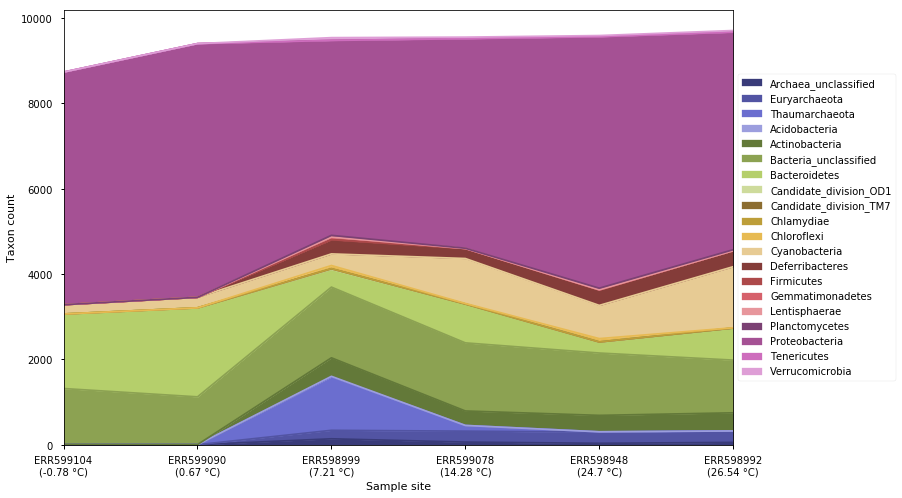 10000
8000
6000
4000
2000
0
Taxon count
ERR599104
(-0.78 °C)
ERR599090
(0.67 °C)
ERR598999
(7.21 °C)
ERR599078
(14.28 °C)
ERR598948
(24.7 °C)
ERR598992
(26.54 °C)
Sample site
Archaea_unclassified
Euryarchaeota
Thaumarchaeota
Acidobacteria
Actinobacteria
Bacteria_unclassified
Bacteroidetes
Candidate_division_OD1
Candidate_division_TM7
Chlamydiae
Chloroflexi
Cyanobacteria
Deferribacteres
Firmicutes
Gemmatimonadetes
Lentisphaerae
Planctomycetes
Proteobacteria
Tenericutes
Verrucomicrobia